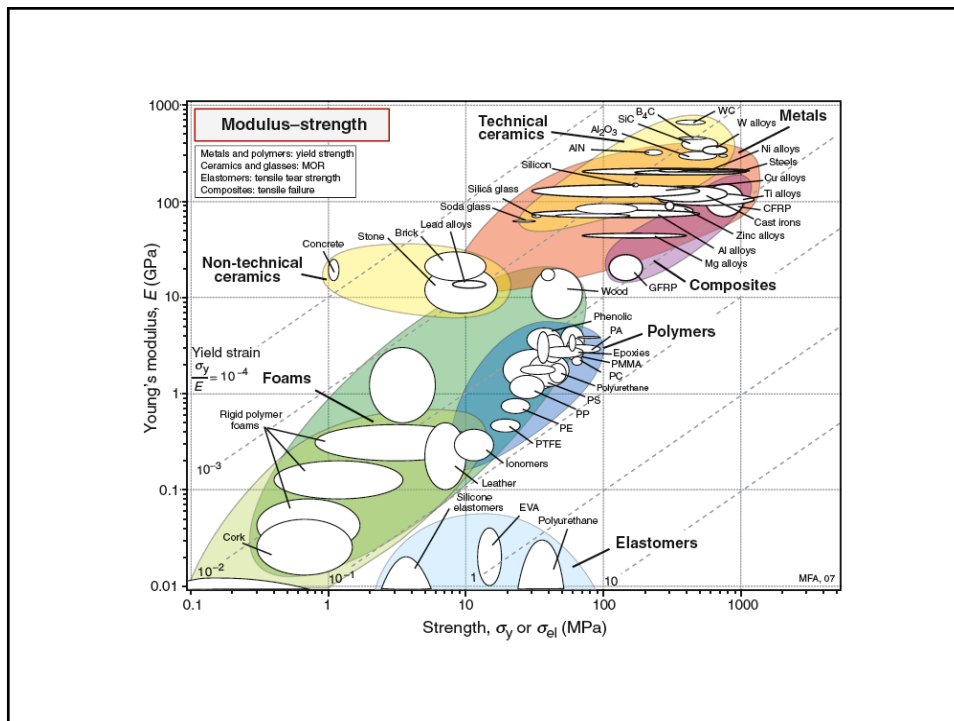 Modulus–strength
Metals and polymers: yield strength
Ceramics and glasses: MOR
Elastomers: tensile tear strength
Composites: tensile failure
1000
100
10
1
0.1
0.01
Young's modulus, E (GPa)
Technical
ceramics
Al₂O₃
SiC
B₄C
WC
W alloys
Metals
AlN
Ni alloys
Steels
Silicon
Cu alloys
Ti alloys
Silica glass
CFRP
Soda glass
Cast irons
Lead alloys
Zinc alloys
Brick
Stone
Al alloys
Concrete
Mg alloys
Non-technical
ceramics
GFRP
Composites
Wood
Phenolic
PA
Polymers
Epoxies
PMMA
PC
Polyurethane
PS
PP
PE
PTFE
Ionomers
Leather
Yield strain
σy/E = 10⁻⁴
Foams
Rigid polymer
foams
10⁻³
Silicone
elastomers
EVA
Polyurethane
Cork
Elastomers
10⁻²
10⁻¹
1
10
MFA, 07
0.1
1
10
100
1000
Strength, σy or σel (MPa)